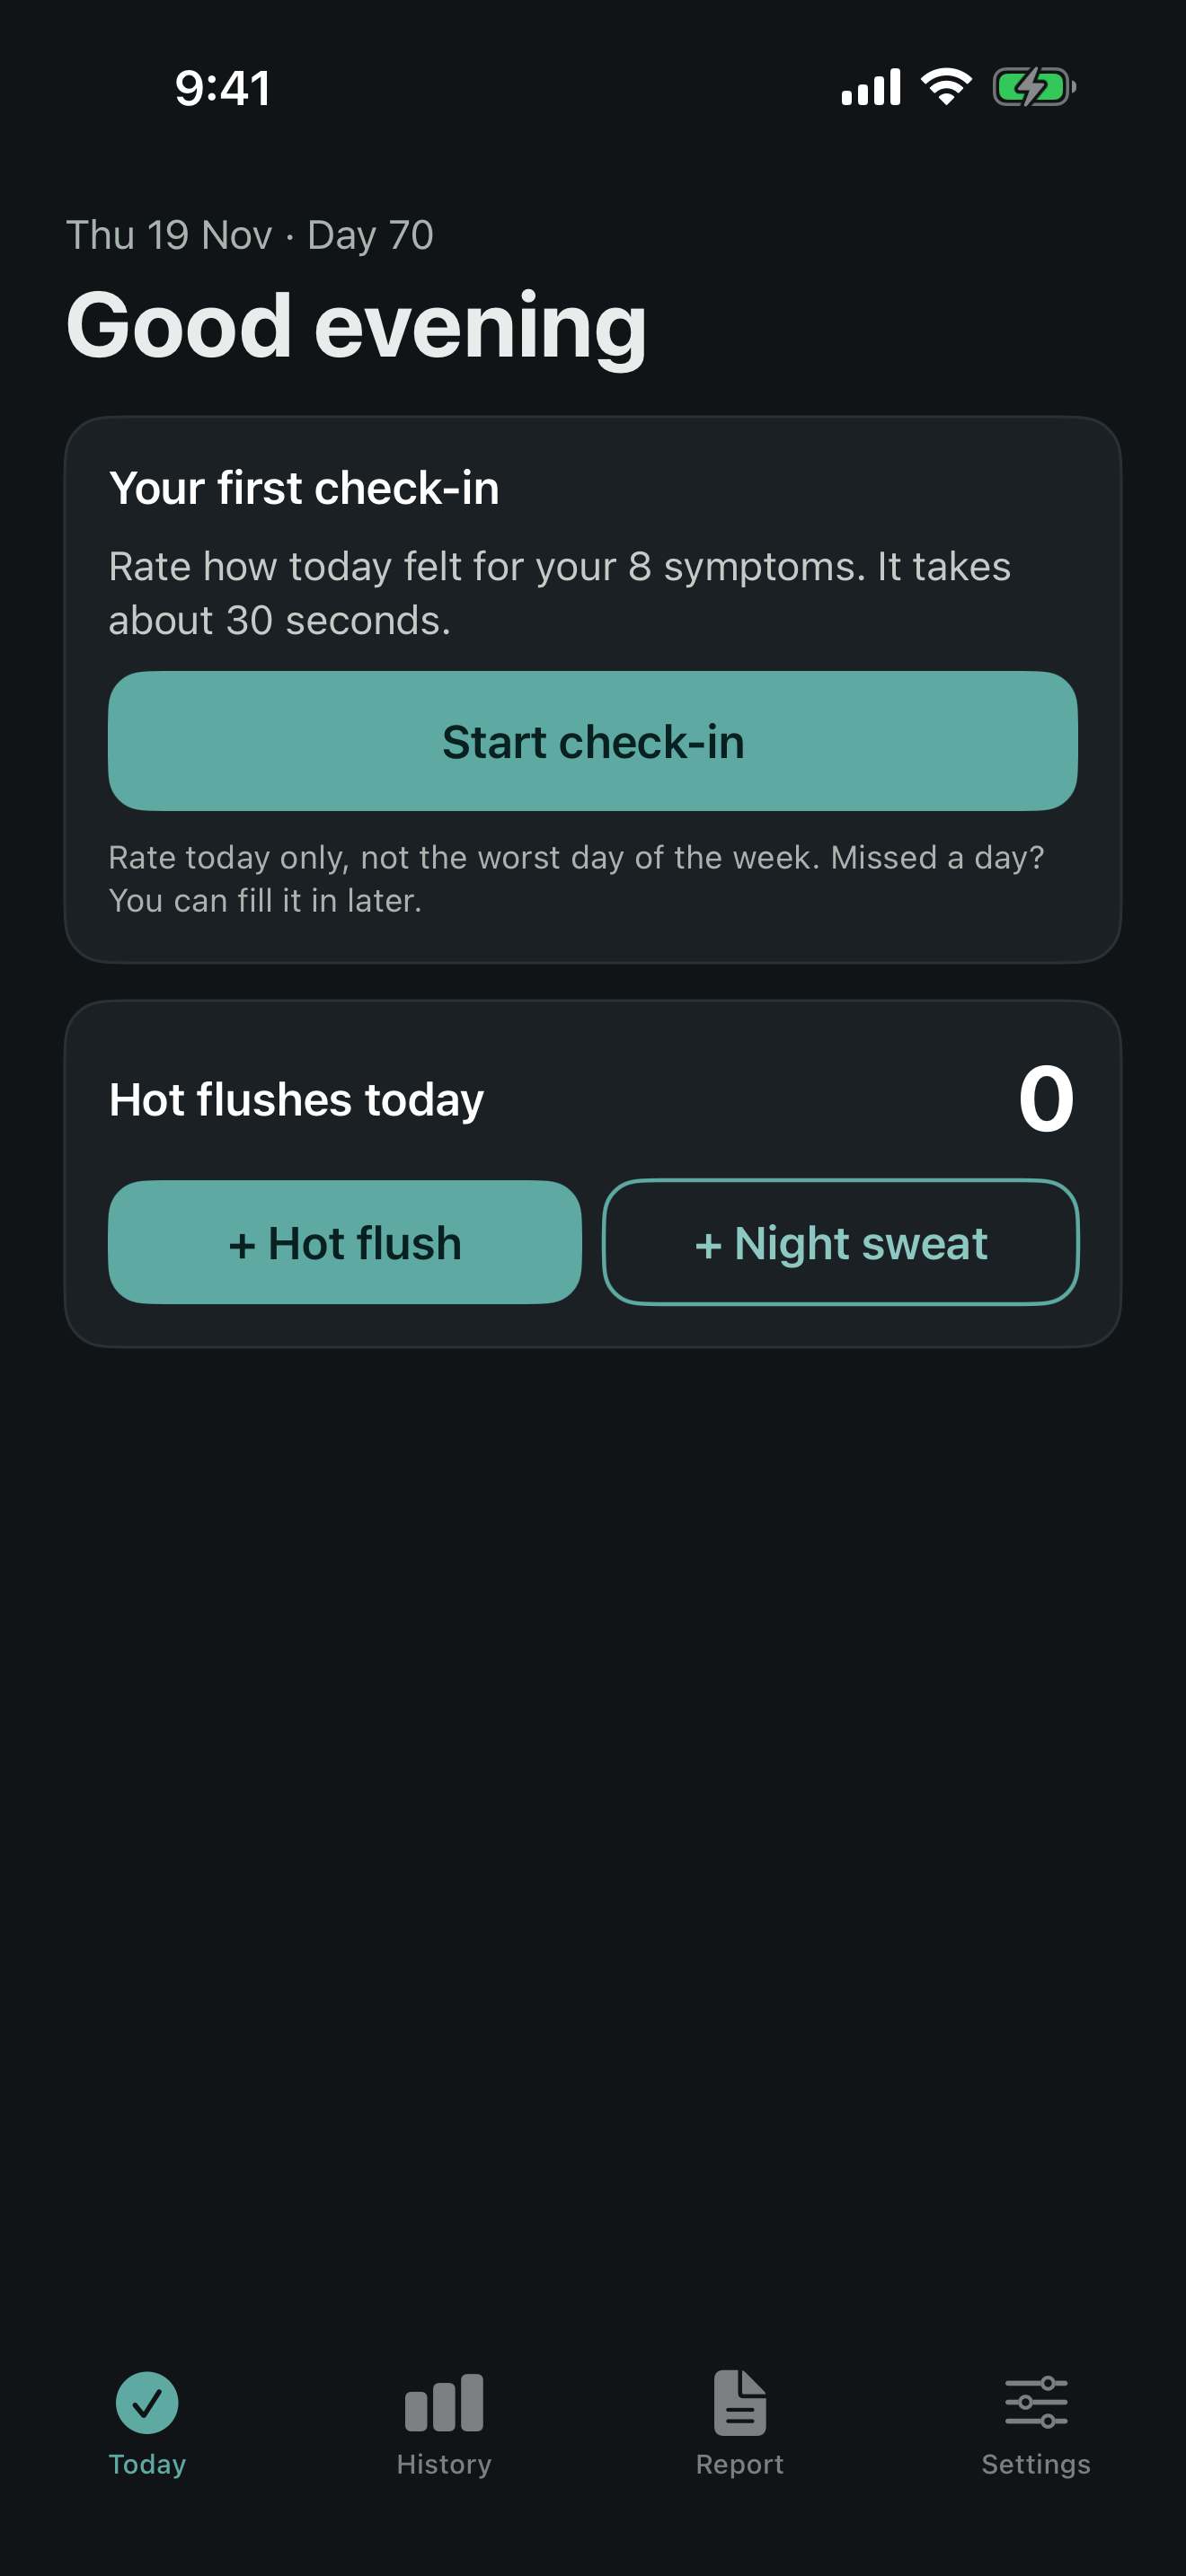 9:41
Thu 19 Nov · Day 70
Good evening
Your first check-in
Rate how today felt for your 8 symptoms. It takes
about 30 seconds.
Start check-in
Rate today only, not the worst day of the week. Missed a day?
You can fill it in later.
Hot flushes today
0
+ Hot flush
+ Night sweat
Today
History
Report
Settings